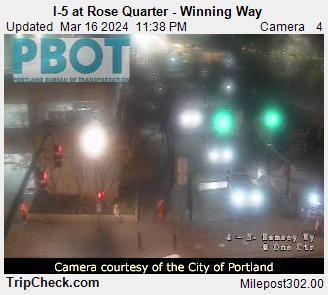 I-5 at Rose Quarter - Winning Way
Updated Mar 16 2024 11:38 PM Camera 4
PBOT
PORTLAND BUREAU OF TRANSPORTATION
4 - N. Ramsey Wy
@ One Ctr
Camera courtesy of the City of Portland
TripCheck.com Milepost302.00